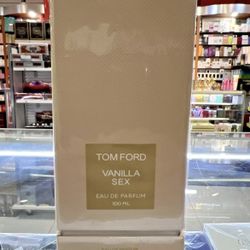 TOM FORD
VANILLA
SEX
EAU DE PARFUM
100 ML